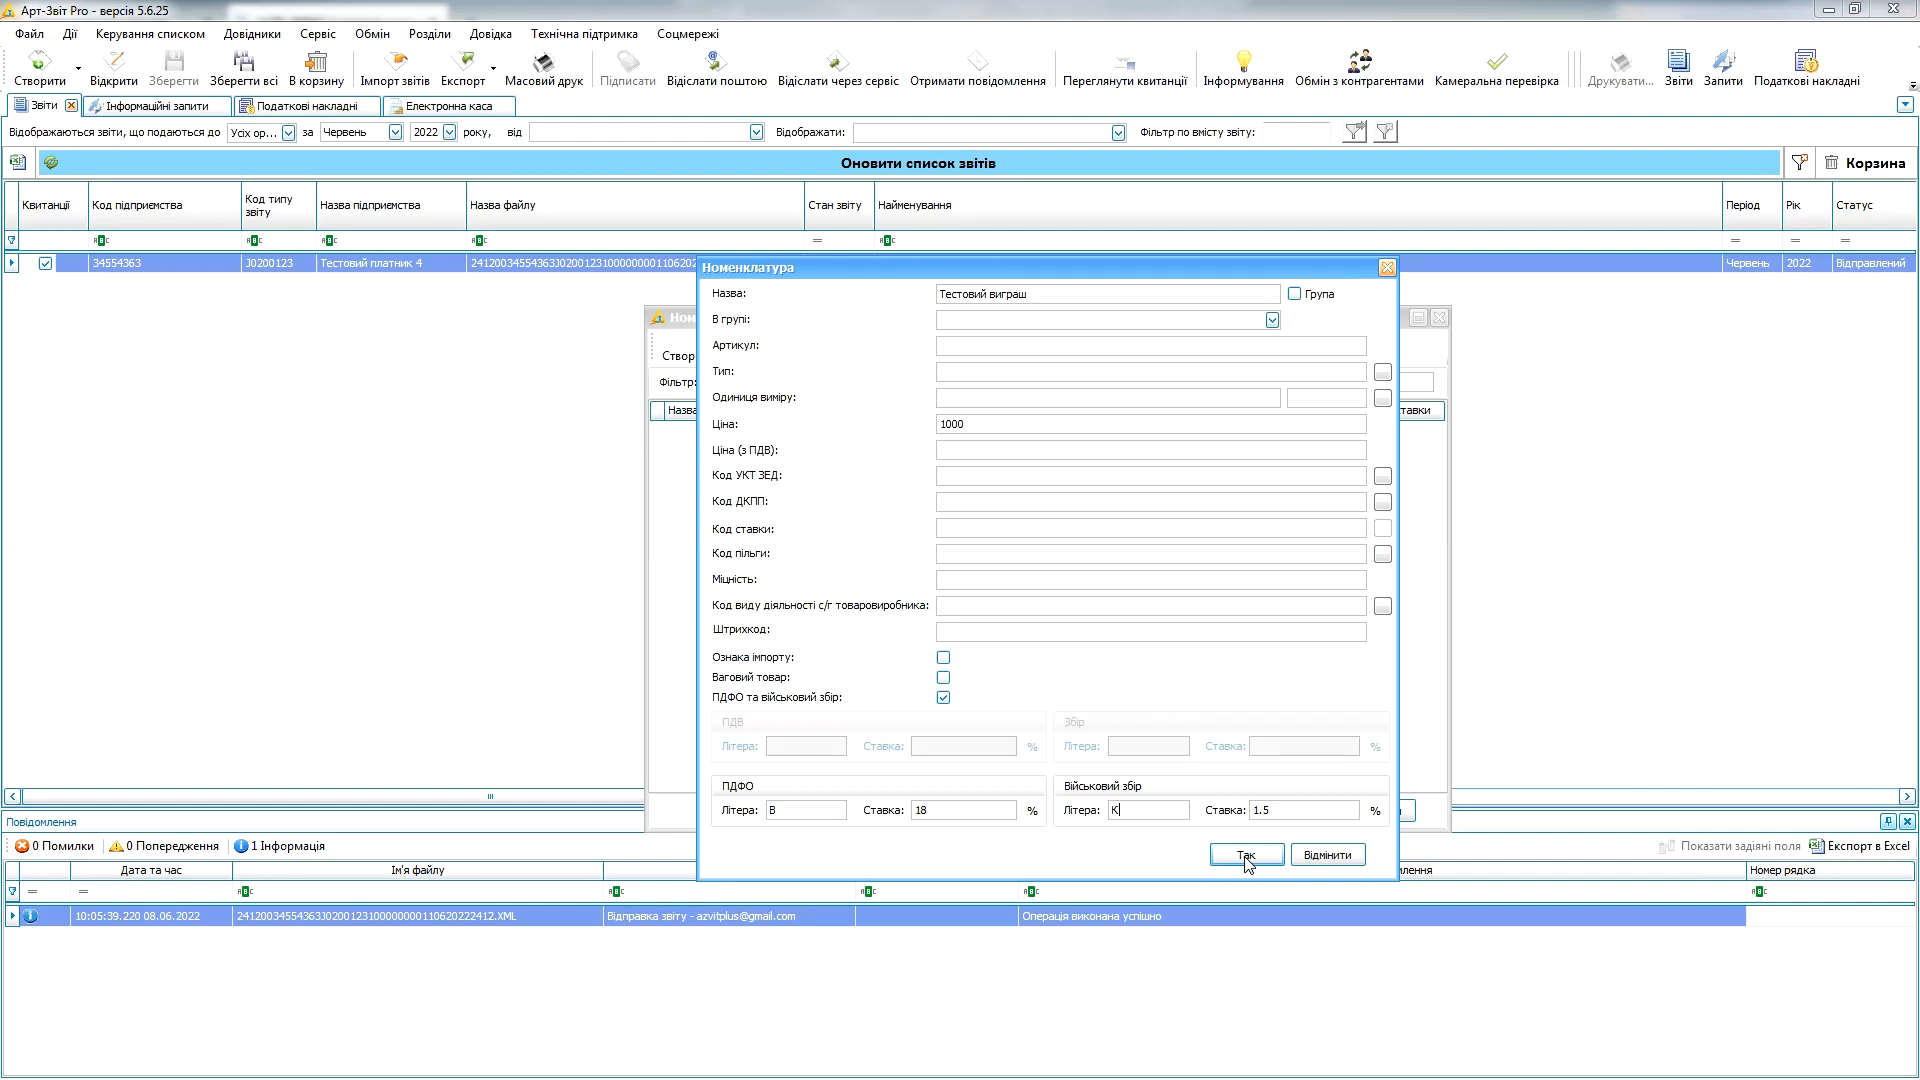 Арт-Звіт Pro - версія 5.6.25
Файл Дії Керування списком Довідники Сервіс Обмін Розділи Довідка Технічна підтримка Соцмережі
Створити Відкрити Зберегти Зберегти всі В корзину Імпорт звітів Експорт Масовий друк Підписати Відіслати поштою Відіслати через сервіс Отримати повідомлення Переглянути квитанції Інформування Обмін з контрагентами Камеральна перевірка Друкувати... Звіти Запити Податкові накладні
Звіти Інформаційні запити Податкові накладні Електронна каса
Відображаються звіти, що подаються до Усіх ор... за Червень 2022 року, від Відображати: Фільтр по вмісту звіту:
Оновити список звітів Корзина
Квитанції Код підприємства Код типу звіту Назва підприємства Назва файлу Стан звіту Найменування Період Рік Статус
34554363 J0200123 Тестовий платник 4 24120034554363J0200123100000000110620 Червень 2022 Відправлений
Номенклатура
Назва: Тестовий виграш Група
Ном
В групі:
Артикул:
Створ
Тип:
Фільтр:
Одиниця виміру:
Назва тавки
Ціна: 1000
Ціна (з ПДВ):
Код УКТ ЗЕД:
Код ДКПП:
Код ставки:
Код пільги:
Міцність:
Код виду діяльності с/г товаровиробника:
Штрихкод:
Ознака імпорту:
Ваговий товар:
ПДФО та військовий збір:
ПДВ Збір
Літера: Ставка: % Літера: Ставка: %
ПДФО Військовий збір
Літера: В Ставка: 18 % Літера: К Ставка: 1.5 %
Так Відмінити
Повідомлення
0 Помилки 0 Попередження 1 Інформація Показати задіяні поля Експорт в Excel
Дата та час Ім'я файлу лення Номер рядка
10:05:39.220 08.06.2022 24120034554363J0200123100000000110620222412.XML Відправка звіту - azvitplus@gmail.com Операція виконана успішно